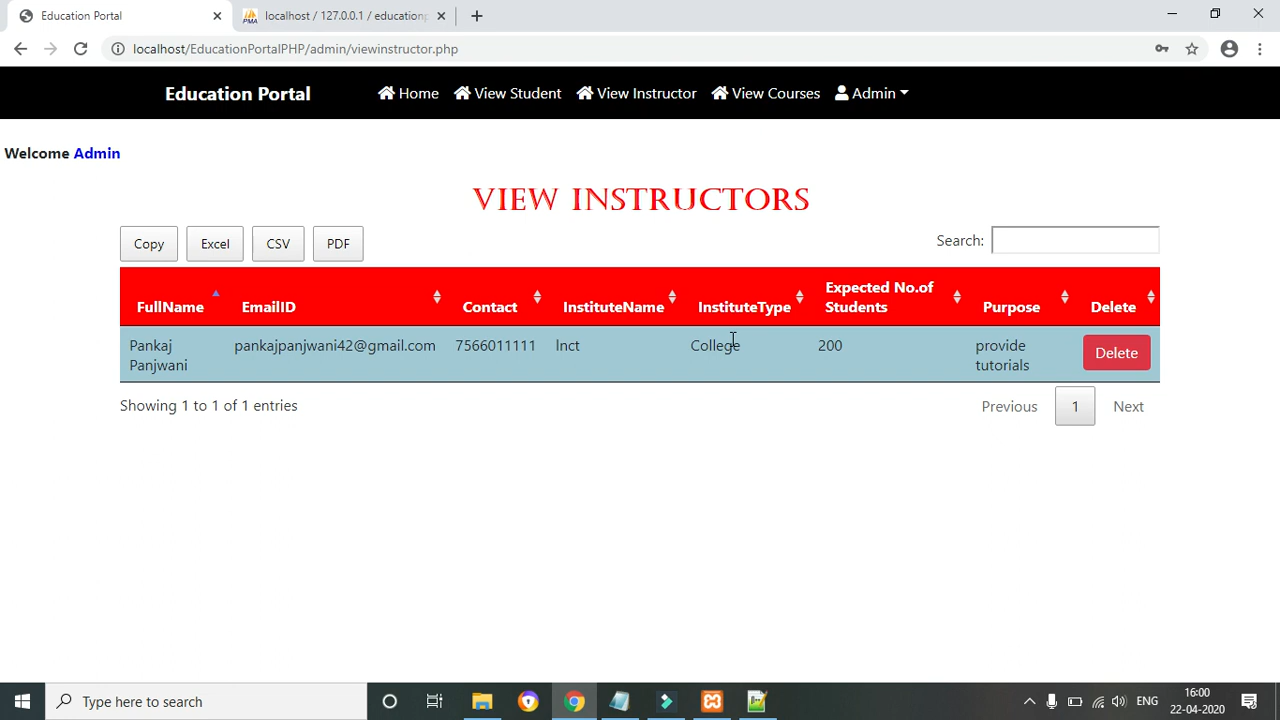 Education Portal
localhost / 127.0.0.1 / educationp
localhost/EducationPortalPHP/admin/viewinstructor.php
Education Portal Home View Student View Instructor View Courses Admin
Welcome Admin
VIEW INSTRUCTORS
Copy Excel CSV PDF Search:
FullName EmailID Contact InstituteName InstituteType Expected No.of Students Purpose Delete
Pankaj Panjwani pankajpanjwani42@gmail.com 7566011111 lnct College 200 provide tutorials Delete
Showing 1 to 1 of 1 entries Previous 1 Next
Type here to search ENG 16:00
22-04-2020